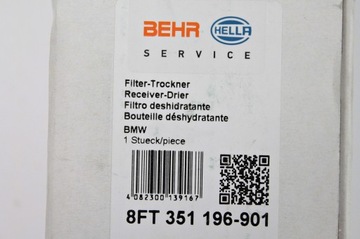 BEHR HELLA
SERVICE
Filter-Trockner
Receiver-Drier
Filtro deshidratante
Bouteille déshydratante
BMW
1 Stueck/piece
4 082300 139167
8FT 351 196-901